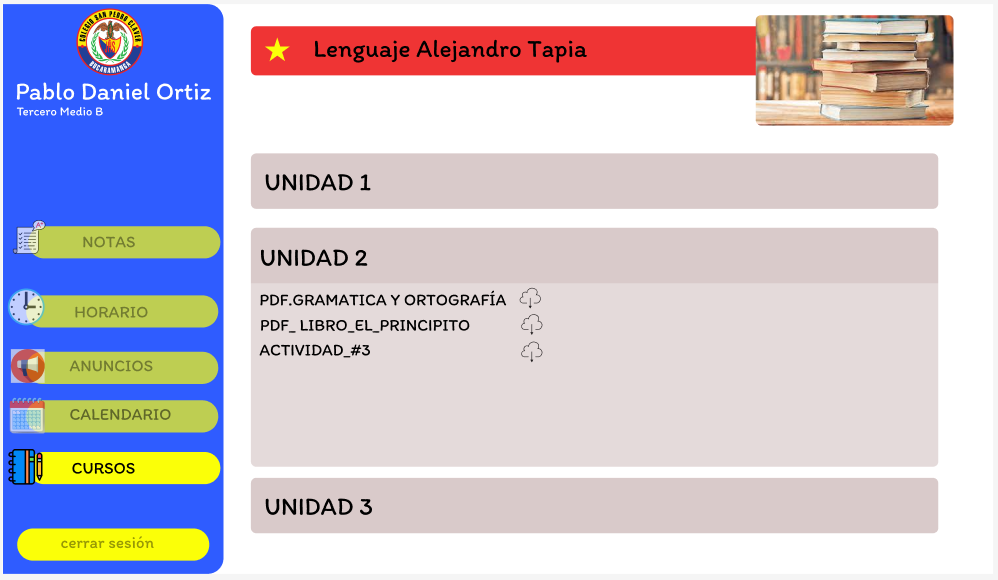 COLEGIO SAN PEDRO CLAVER
BUCARAMANGA
Pablo Daniel Ortiz
Tercero Medio B
NOTAS
HORARIO
ANUNCIOS
CALENDARIO
CURSOS
cerrar sesión
Lenguaje Alejandro Tapia
UNIDAD 1
UNIDAD 2
PDF.GRAMATICA Y ORTOGRAFÍA
PDF_ LIBRO_EL_PRINCIPITO
ACTIVIDAD_#3
UNIDAD 3